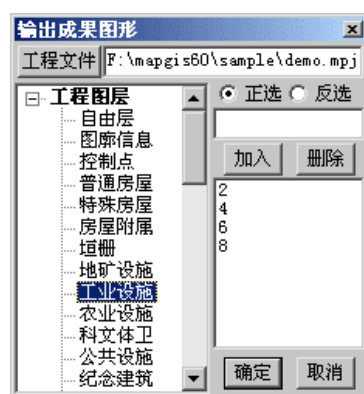 输出成果图形
工程文件 F:\mapgis60\sample\demo.mpj
工程图层
自由层
图廓信息
控制点
普通房屋
特殊房屋
房屋附属
垣栅
地矿设施
工业设施
农业设施
科文体卫
公共设施
纪念建筑
正选 反选
加入 删除
2
4
6
8
确定 取消